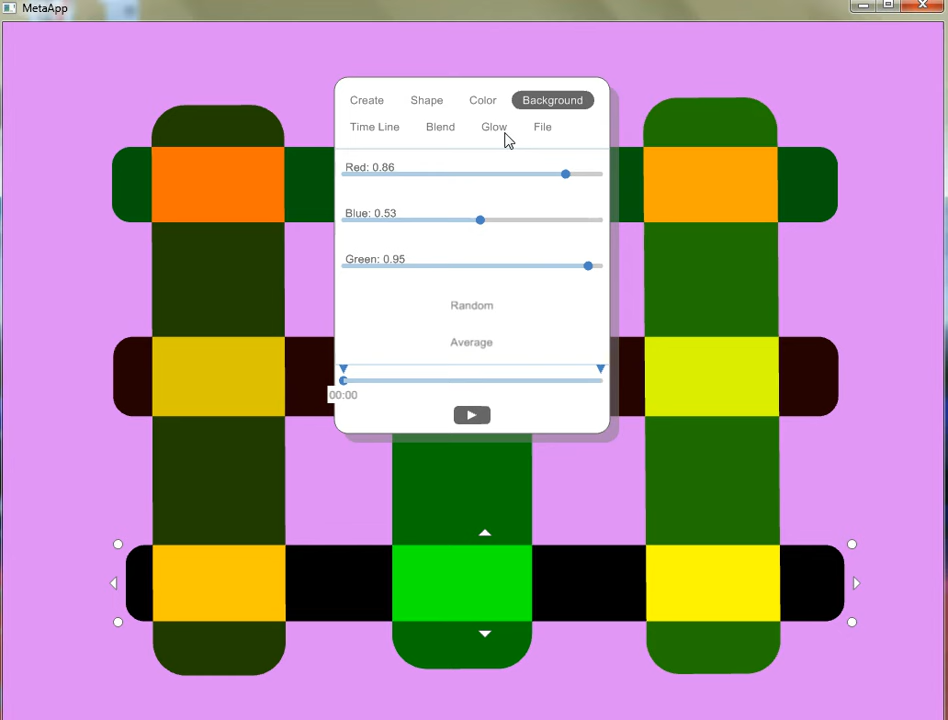 MetaApp
Create Shape Color Background
Time Line Blend Glow File
Red: 0.86
Blue: 0.53
Green: 0.95
Random
Average
00:00